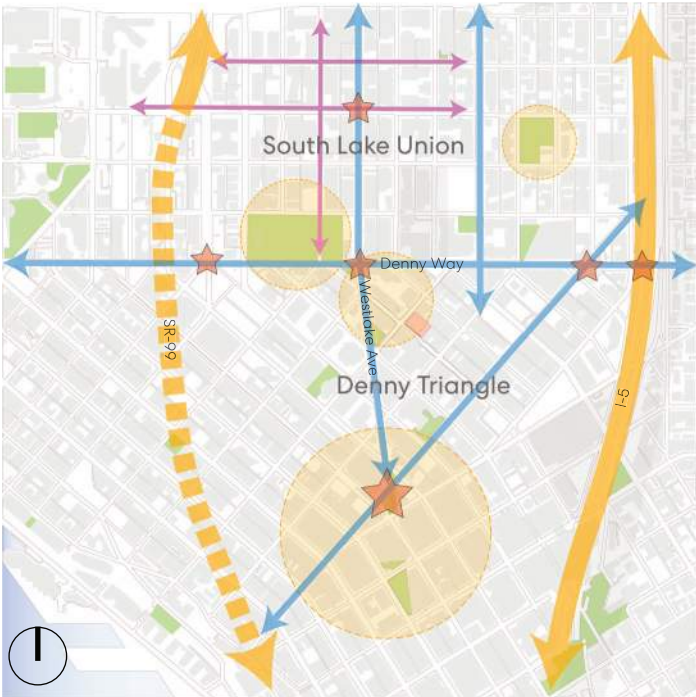 South Lake Union
Denny Way
Westlake Ave
SR-99
Denny Triangle
I-5